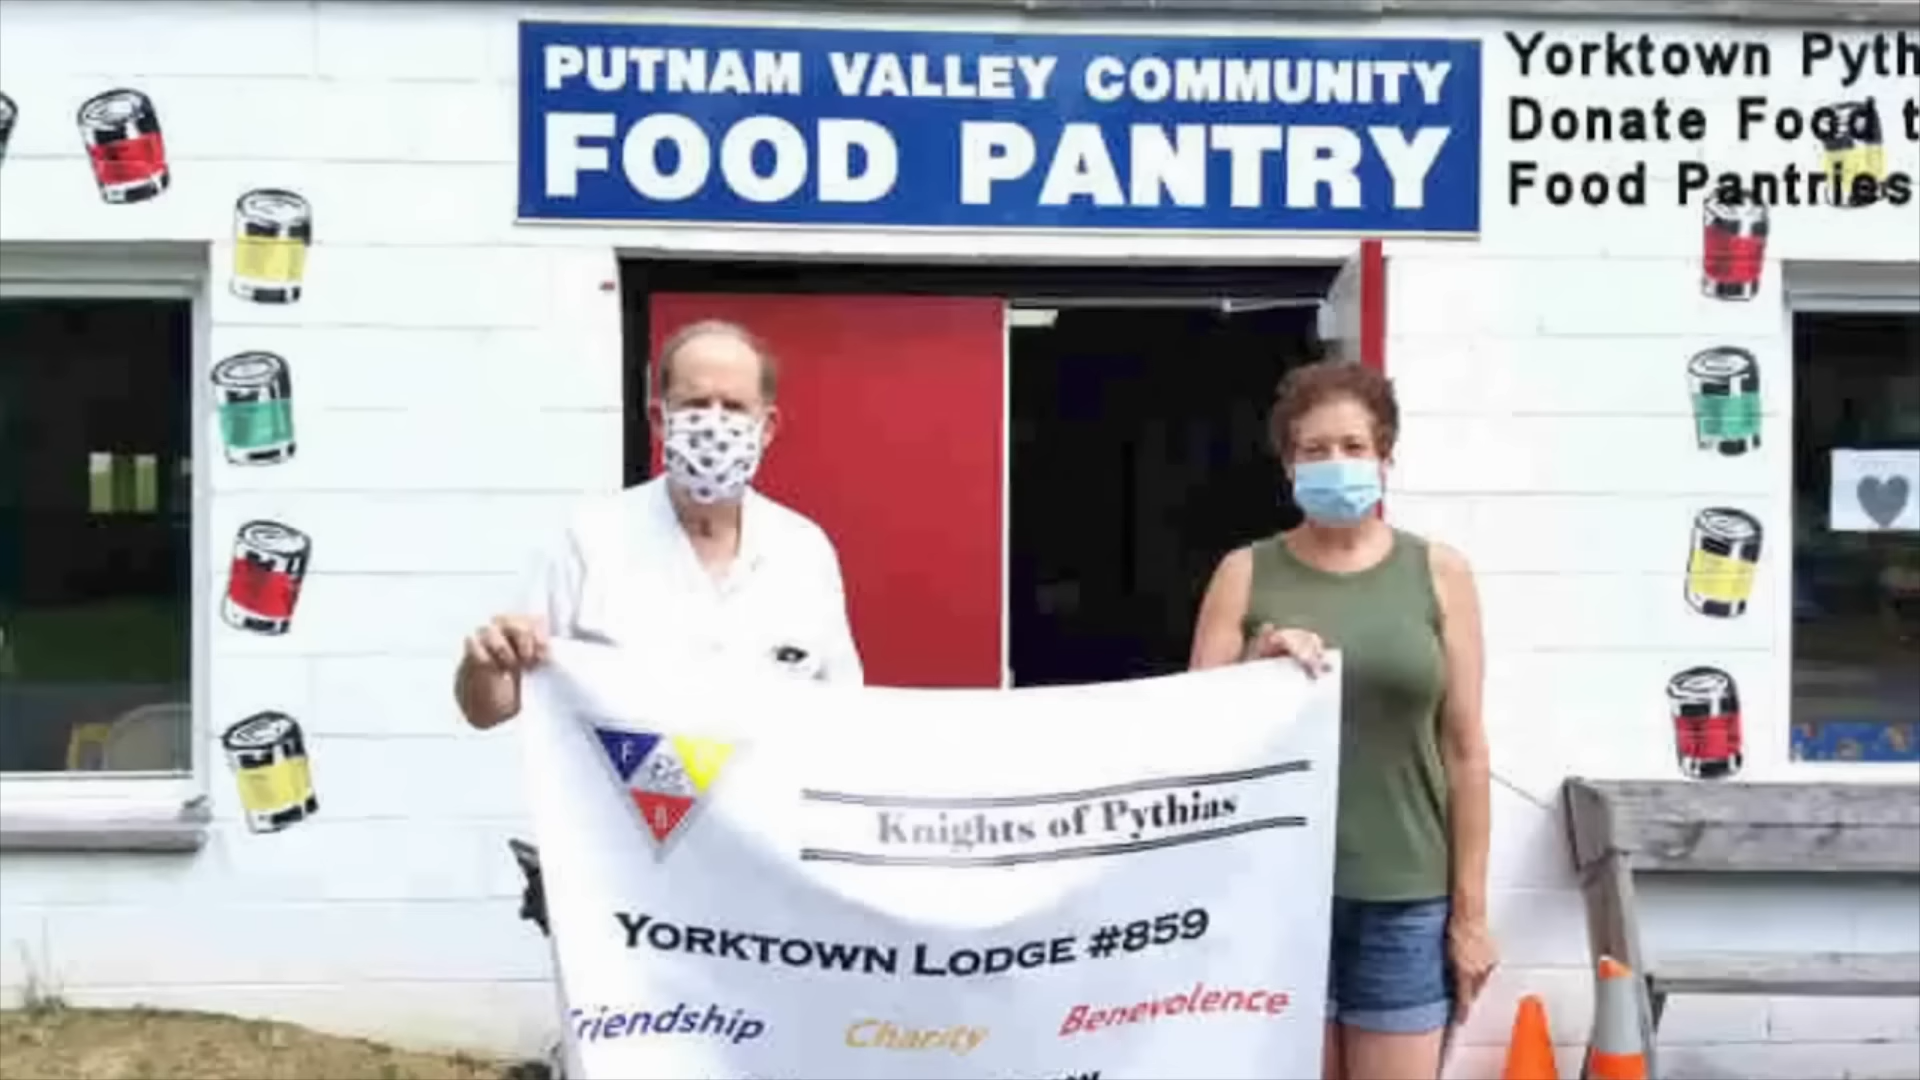 PUTNAM VALLEY COMMUNITY
FOOD PANTRY
Yorktown Pyth
Donate Food t
Food Pantries
F
B
Knights of Pythias
YORKTOWN LODGE #859
Friendship Charity Benevolence